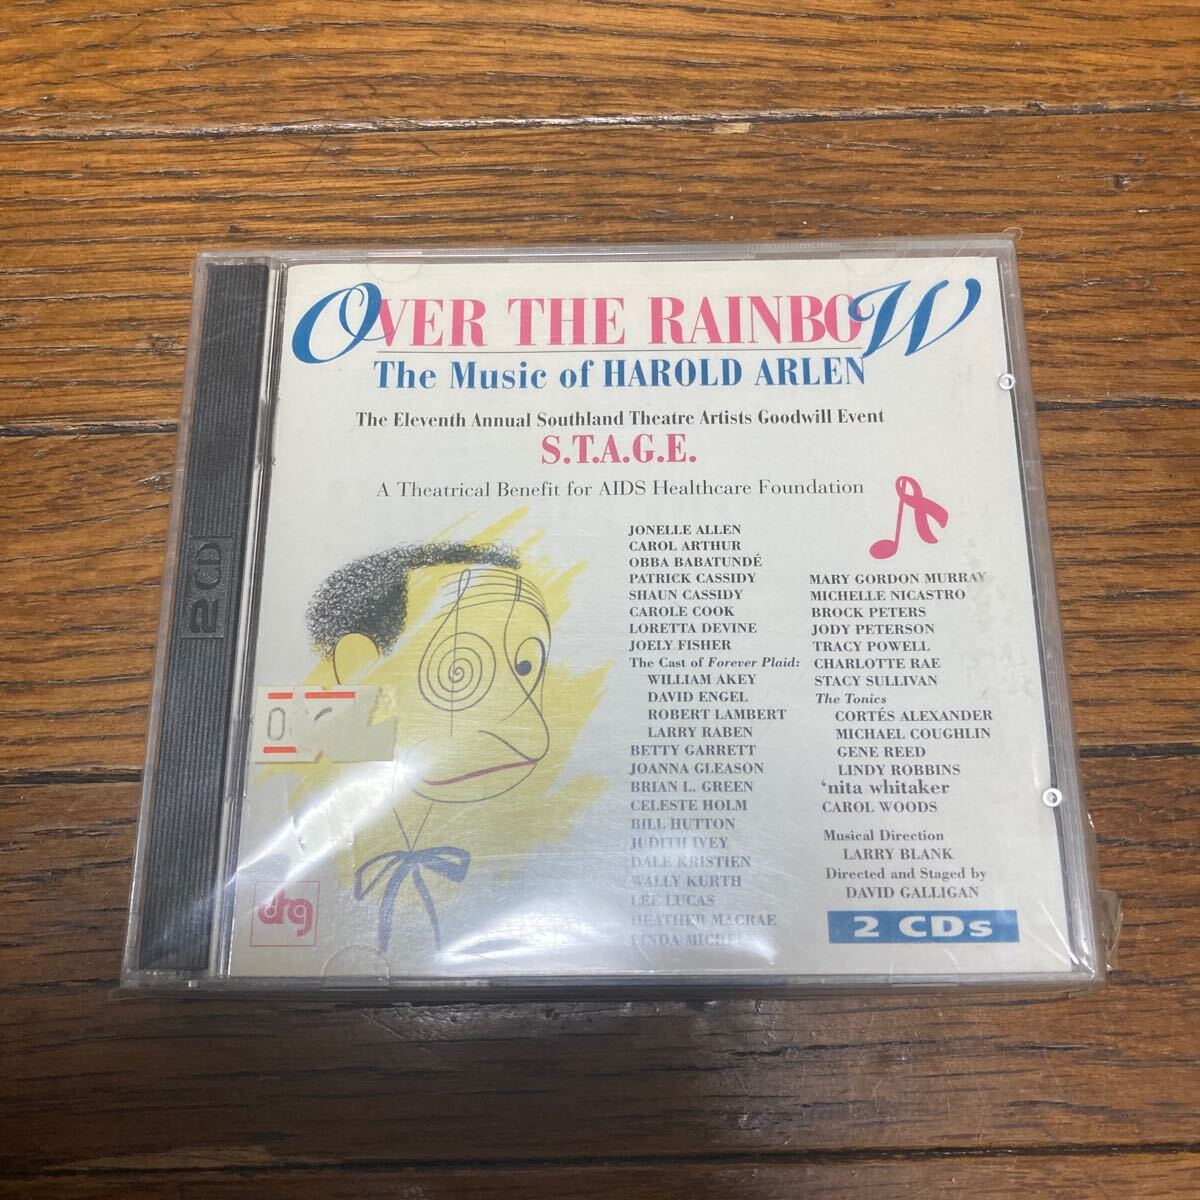 OVER THE RAINBOW
The Music of HAROLD ARLEN
The Eleventh Annual Southland Theatre Artists Goodwill Event
S.T.A.G.E.
A Theatrical Benefit for AIDS Healthcare Foundation
JONELLE ALLEN
CAROL ARTHUR
OBBA BABATUNDÉ
PATRICK CASSIDY
SHAUN CASSIDY
CAROLE COOK
LORETTA DEVINE
JOELY FISHER
The Cast of Forever Plaid:
WILLIAM AKEY
DAVID ENGEL
ROBERT LAMBERT
LARRY RABEN
BETTY GARRETT
JOANNA GLEASON
BRIAN L. GREEN
CELESTE HOLM
BILL HUTTON
JUDITH IVEY
DALE KRISTIEN
WALLY KURTH
LEE LUCAS
HEATHER MACRAE
LINDA
MARY GORDON MURRAY
MICHELLE NICASTRO
BROCK PETERS
JODY PETERSON
TRACY POWELL
CHARLOTTE RAE
STACY SULLIVAN
The Tonics
CORTÉS ALEXANDER
MICHAEL COUGHLIN
GENE REED
LINDY ROBBINS
'nita whitaker
CAROL WOODS
Musical Direction
LARRY BLANK
Directed and Staged by
DAVID GALLIGAN
2 CDs
drg
2CD